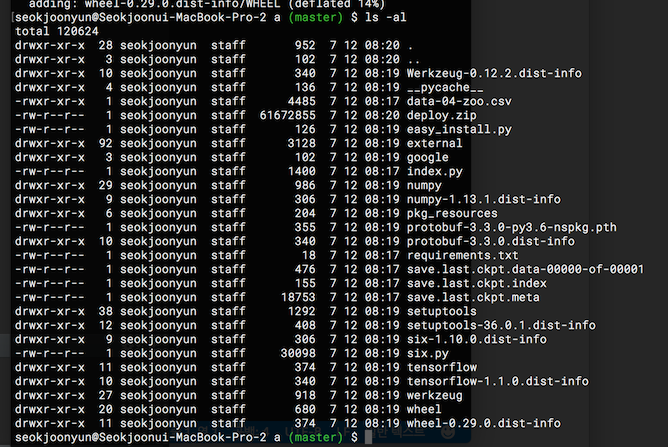 adding: wheel-0.29.0.dist-info/WHEEL (deflated 14%)
[seokjoonyun@Seokjoonui-MacBook-Pro-2 a (master) $ ls -al
total 120624
drwxr-xr-x  28 seokjoonyun  staff       952  7 12 08:20 .
drwxr-xr-x   3 seokjoonyun  staff       102  7 12 08:20 ..
drwxr-xr-x  10 seokjoonyun  staff       340  7 12 08:19 Werkzeug-0.12.2.dist-info
drwxr-xr-x   4 seokjoonyun  staff       136  7 12 08:19 __pycache__
-rwxr-xr-x   1 seokjoonyun  staff      4485  7 12 08:17 data-04-zoo.csv
-rw-r--r--   1 seokjoonyun  staff  61672855  7 12 08:20 deploy.zip
-rw-r--r--   1 seokjoonyun  staff       126  7 12 08:19 easy_install.py
drwxr-xr-x  92 seokjoonyun  staff      3128  7 12 08:19 external
drwxr-xr-x   3 seokjoonyun  staff       102  7 12 08:19 google
-rw-r--r--   1 seokjoonyun  staff      1400  7 12 08:17 index.py
drwxr-xr-x  29 seokjoonyun  staff       986  7 12 08:19 numpy
drwxr-xr-x   9 seokjoonyun  staff       306  7 12 08:19 numpy-1.13.1.dist-info
drwxr-xr-x   6 seokjoonyun  staff       204  7 12 08:19 pkg_resources
-rw-r--r--   1 seokjoonyun  staff       355  7 12 08:19 protobuf-3.3.0-py3.6-nspkg.pth
drwxr-xr-x  10 seokjoonyun  staff       340  7 12 08:19 protobuf-3.3.0.dist-info
-rw-r--r--   1 seokjoonyun  staff        18  7 12 08:17 requirements.txt
-rw-r--r--   1 seokjoonyun  staff       476  7 12 08:17 save.last.ckpt.data-00000-of-00001
-rw-r--r--   1 seokjoonyun  staff       155  7 12 08:17 save.last.ckpt.index
-rw-r--r--   1 seokjoonyun  staff     18753  7 12 08:17 save.last.ckpt.meta
drwxr-xr-x  38 seokjoonyun  staff      1292  7 12 08:19 setuptools
drwxr-xr-x  12 seokjoonyun  staff       408  7 12 08:19 setuptools-36.0.1.dist-info
drwxr-xr-x   9 seokjoonyun  staff       306  7 12 08:19 six-1.10.0.dist-info
-rw-r--r--   1 seokjoonyun  staff     30098  7 12 08:19 six.py
drwxr-xr-x  11 seokjoonyun  staff       374  7 12 08:19 tensorflow
drwxr-xr-x  10 seokjoonyun  staff       340  7 12 08:19 tensorflow-1.1.0.dist-info
drwxr-xr-x  27 seokjoonyun  staff       918  7 12 08:19 werkzeug
drwxr-xr-x  20 seokjoonyun  staff       680  7 12 08:19 wheel
drwxr-xr-x  11 seokjoonyun  staff       374  7 12 08:19 wheel-0.29.0.dist-info
seokjoonyun@Seokjoonui-MacBook-Pro-2 a (master) $